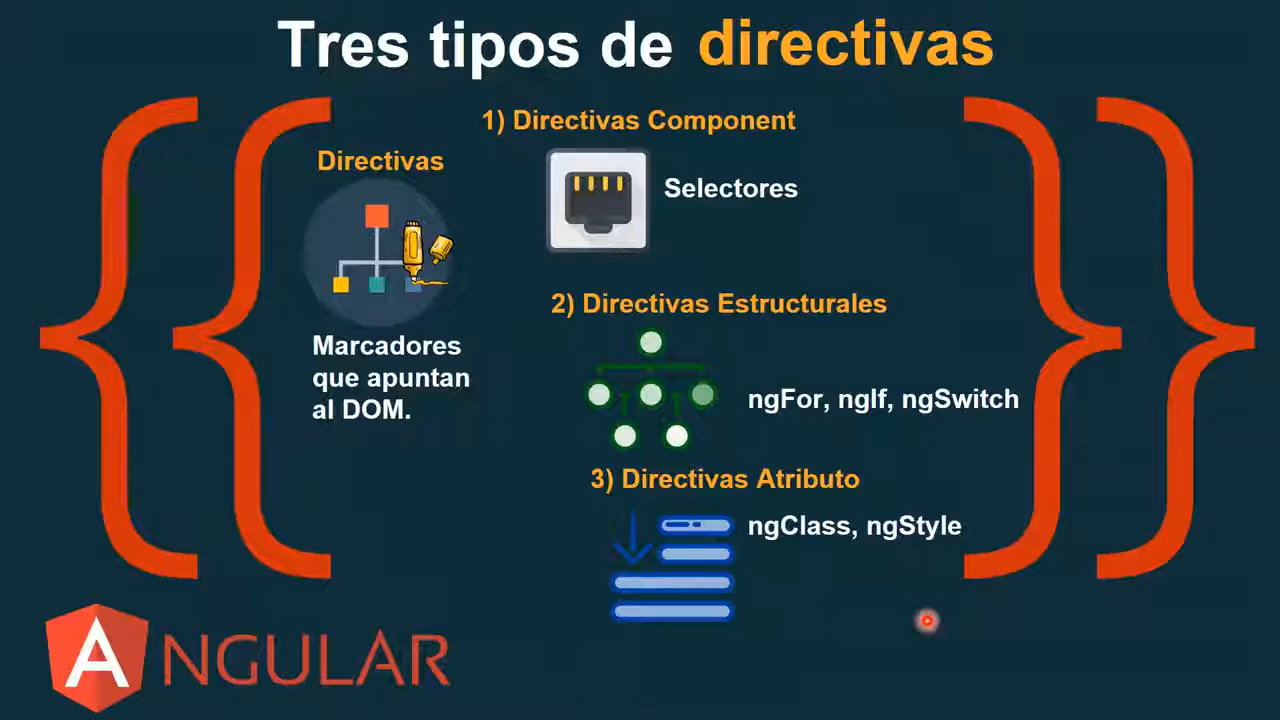 Tres tipos de directivas
1) Directivas Component
Directivas
Selectores
2) Directivas Estructurales
Marcadores
que apuntan
al DOM.
ngFor, ngIf, ngSwitch
3) Directivas Atributo
ngClass, ngStyle
ANGULAR